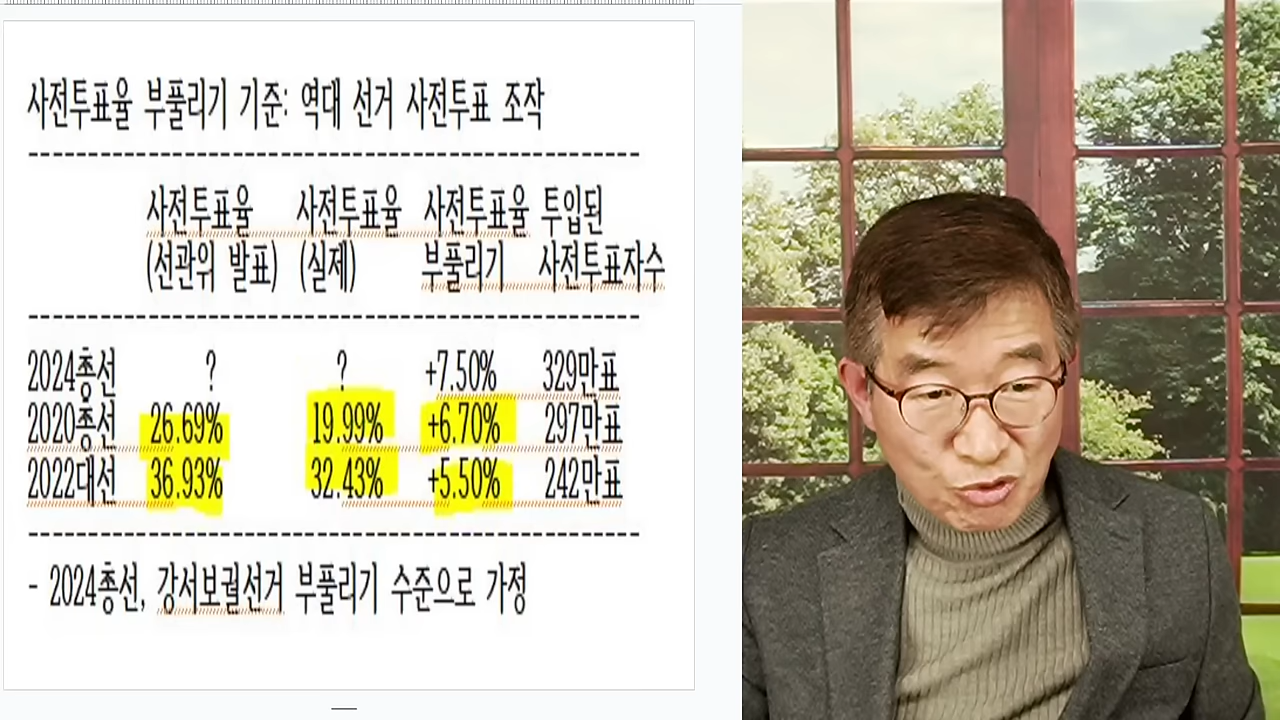 사전투표율 부풀리기 기준: 역대 선거 사전투표 조작
사전투표율 사전투표율 사전투표율 투입된
(선관위 발표) (실제) 부풀리기 사전투표자수
2024총선 ? ? +7.50% 329만표
2020총선 26.69% 19.99% +6.70% 297만표
2022대선 36.93% 32.43% +5.50% 242만표
- 2024총선, 강서보궐선거 부풀리기 수준으로 가정